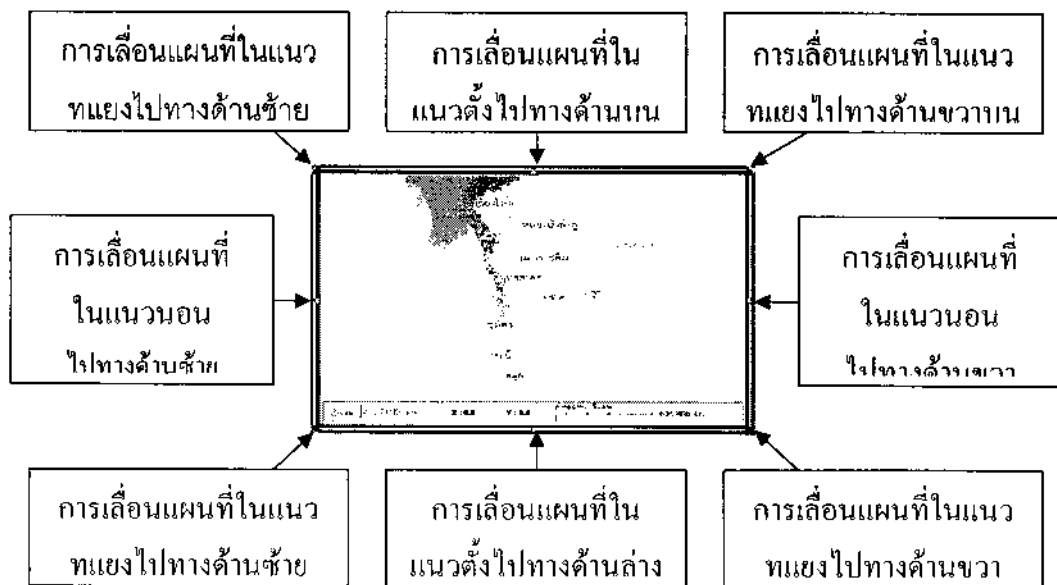 การเลื่อนแผนที่ในแนว
ทแยงไปทางด้านซ้าย
การเลื่อนแผนที่ใน
แนวตั้งไปทางด้านบน
การเลื่อนแผนที่ในแนว
ทแยงไปทางด้านขวาบน
การเลื่อนแผนที่
ในแนวนอน
ไปทางด้านซ้าย
การเลื่อนแผนที่
ในแนวนอน
ไปทางด้านขวา
การเลื่อนแผนที่ในแนว
ทแยงไปทางด้านซ้าย
การเลื่อนแผนที่ใน
แนวตั้งไปทางด้านล่าง
การเลื่อนแผนที่ในแนว
ทแยงไปทางด้านขวา